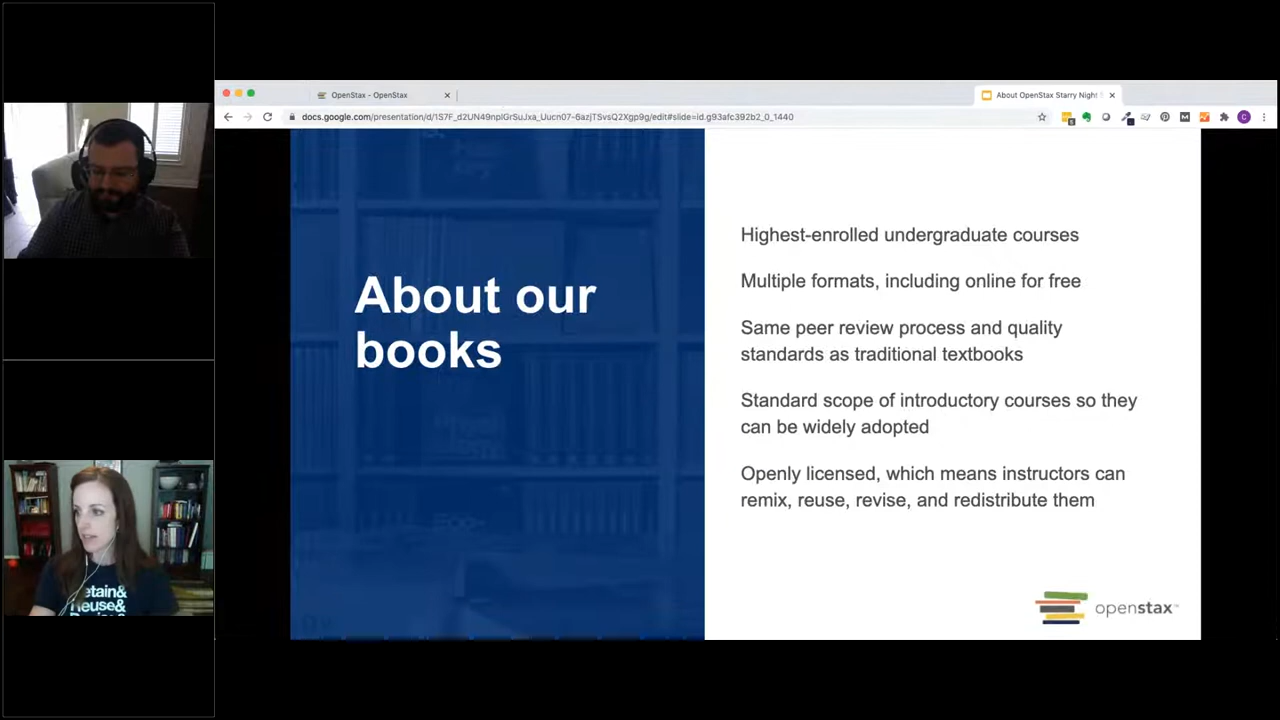 OpenStax - OpenStax
About OpenStax Starry Night
docs.google.com/presentation/d/1S7F_d2UN49nplGrSuJxa_Uucn07-6azjTSvsQ2Xgp9g/edit#slide=id.g93afc392b2_0_1440
About our
books
Highest-enrolled undergraduate courses
Multiple formats, including online for free
Same peer review process and quality
standards as traditional textbooks
Standard scope of introductory courses so they
can be widely adopted
Openly licensed, which means instructors can
remix, reuse, revise, and redistribute them
openstax™
etain&
Reuse&